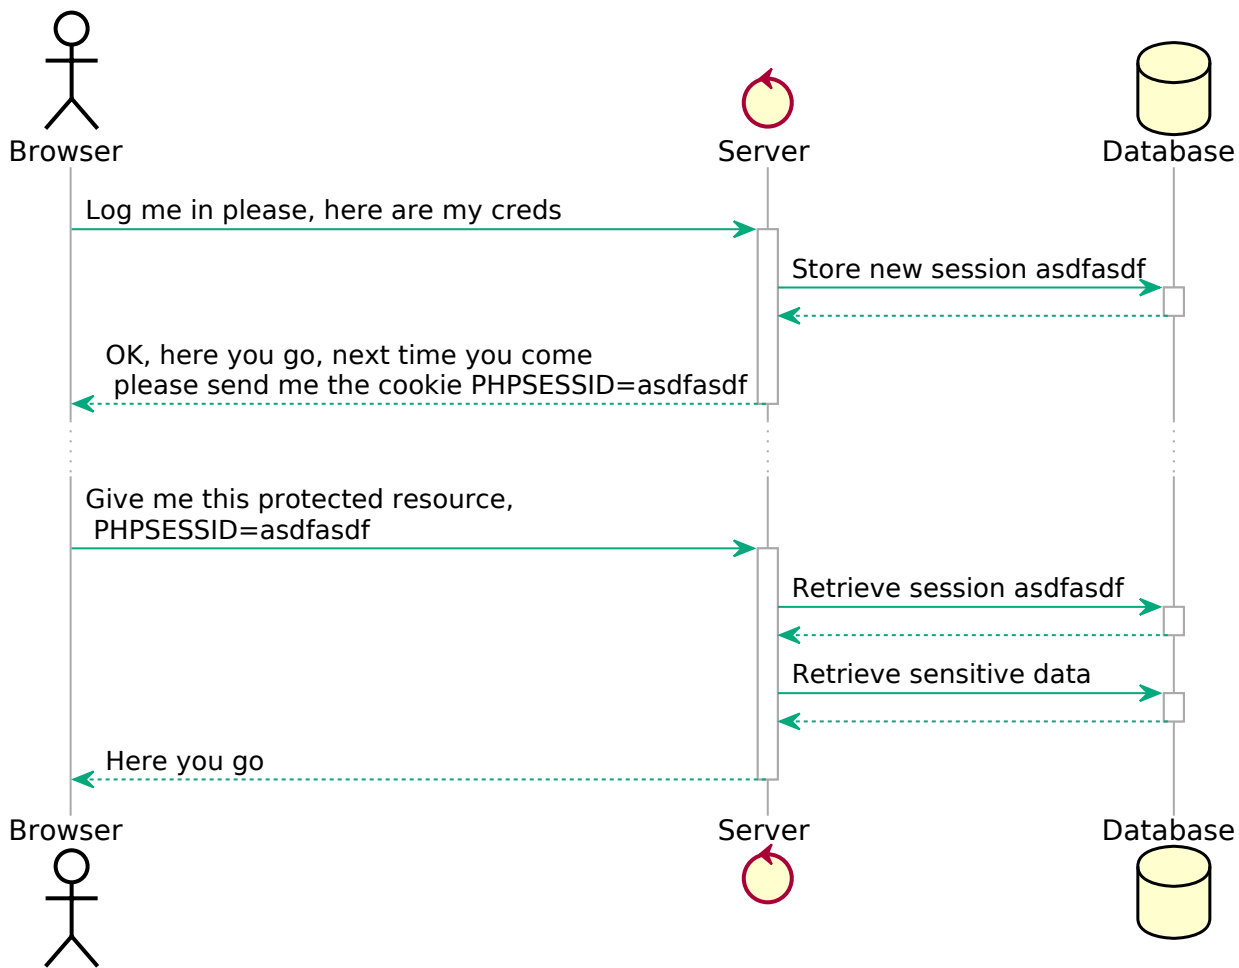 Browser
Server
Database
Log me in please, here are my creds
Store new session asdfasdf
OK, here you go, next time you come
please send me the cookie PHPSESSID=asdfasdf
Give me this protected resource,
PHPSESSID=asdfasdf
Retrieve session asdfasdf
Retrieve sensitive data
Here you go
Browser
Server
Database